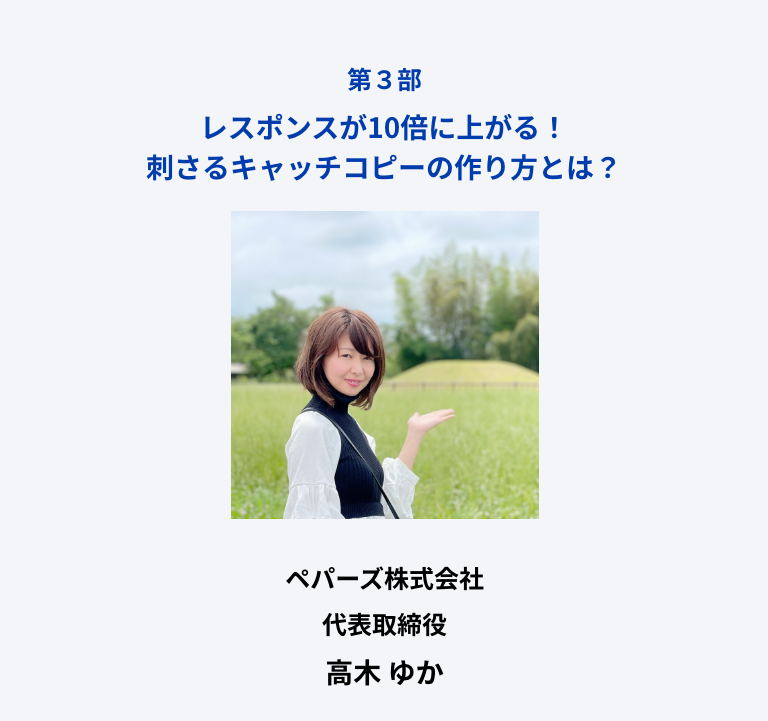 第３部
レスポンスが10倍に上がる！
刺さるキャッチコピーの作り方とは？
ペパーズ株式会社
代表取締役
高木 ゆか